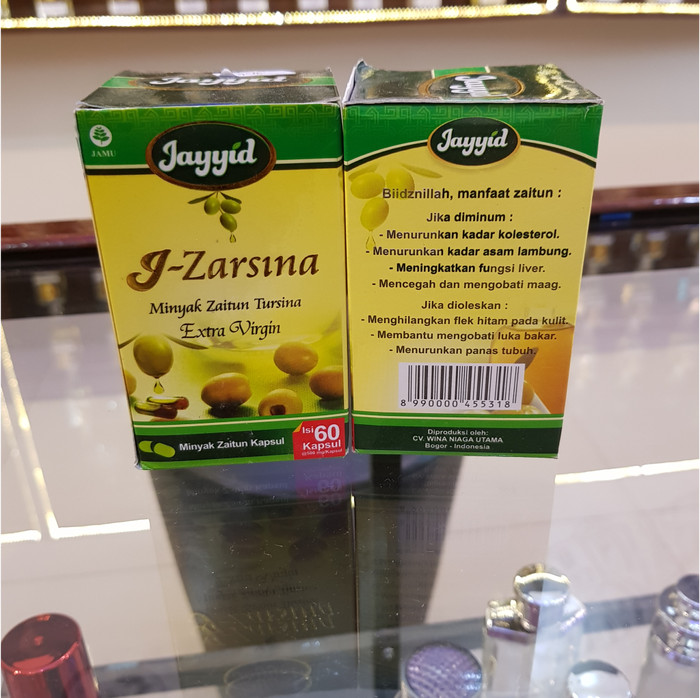 JAMU
Jayyid
J-Zarsina
Minyak Zaitun Tursina
Extra Virgin
Minyak Zaitun Kapsul
Isi 60
Kapsul
Jayyid
Biidznillah, manfaat zaitun :
Jika diminum :
- Menurunkan kadar kolesterol.
- Menurunkan kadar asam lambung.
- Meningkatkan fungsi liver.
- Mencegah dan mengobati maag.
Jika dioleskan :
- Menghilangkan flek hitam pada kulit.
- Membantu mengobati luka bakar.
- Menurunkan panas tubuh.
8 990000 455318
Diproduksi oleh:
CV. WINA NIAGA UTAMA
Bogor - Indonesia